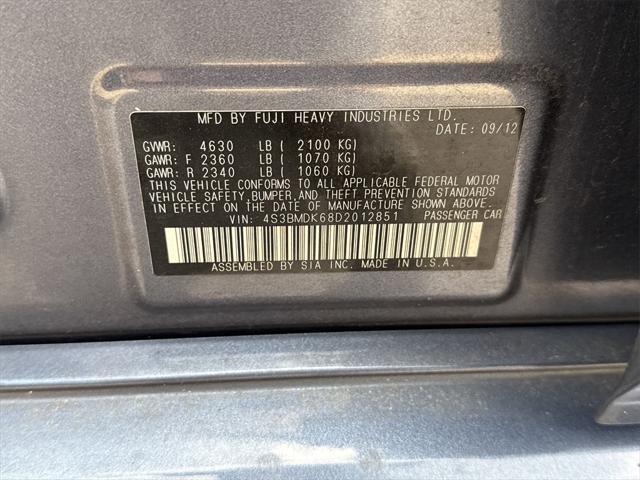 MFD BY FUJI HEAVY INDUSTRIES LTD.
DATE: 09/12
GVWR: 4630 LB ( 2100 KG)
GAWR: F 2360 LB ( 1070 KG)
GAWR: R 2340 LB ( 1060 KG)
THIS VEHICLE CONFORMS TO ALL APPLICABLE FEDERAL MOTOR
VEHICLE SAFETY,BUMPER,AND THEFT PREVENTION STANDARDS
IN EFFECT ON THE DATE OF MANUFACTURE SHOWN ABOVE.
VIN: 4S3BMDK68D2012851 PASSENGER CAR
ASSEMBLED BY SIA INC. MADE IN U.S.A.